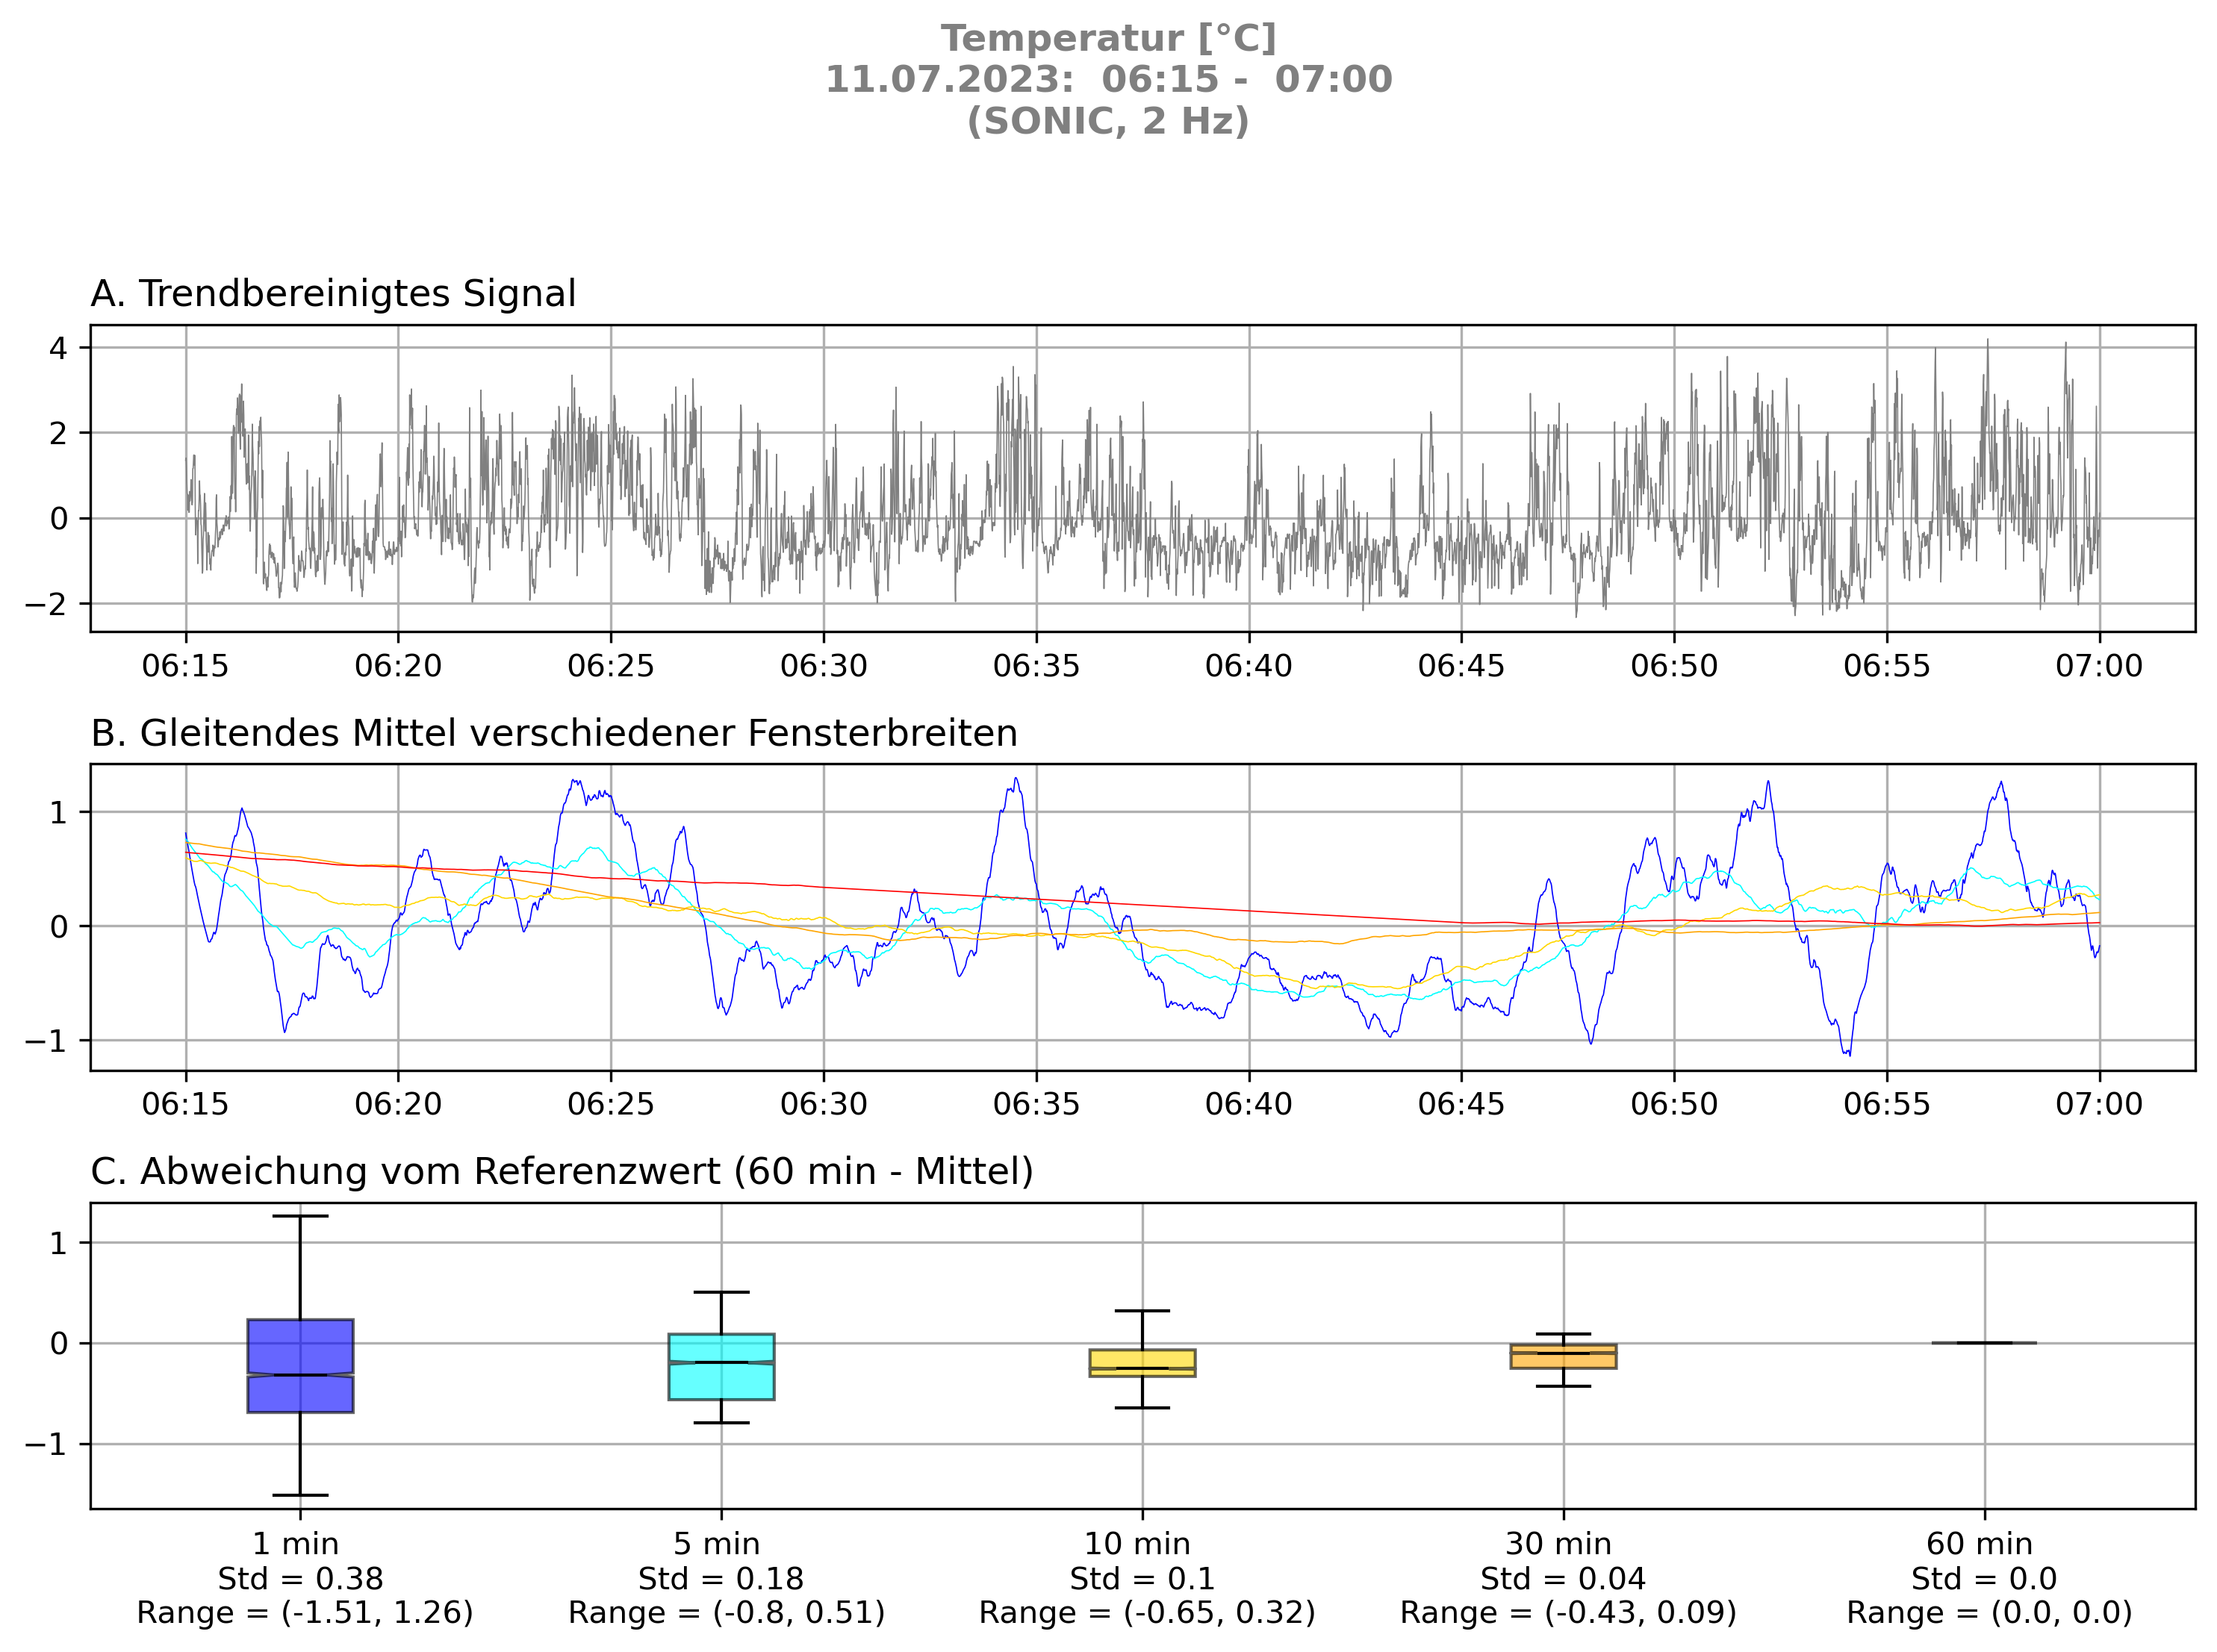 Temperatur [°C]
11.07.2023:  06:15 -  07:00
(SONIC, 2 Hz)
A. Trendbereinigtes Signal
4
2
0
−2
06:15 06:20 06:25 06:30 06:35 06:40 06:45 06:50 06:55 07:00
B. Gleitendes Mittel verschiedener Fensterbreiten
1
0
−1
06:15 06:20 06:25 06:30 06:35 06:40 06:45 06:50 06:55 07:00
C. Abweichung vom Referenzwert (60 min - Mittel)
1
0
−1
1 min 5 min 10 min 30 min 60 min
Std = 0.38 Std = 0.18 Std = 0.1 Std = 0.04 Std = 0.0
Range = (-1.51, 1.26) Range = (-0.8, 0.51) Range = (-0.65, 0.32) Range = (-0.43, 0.09) Range = (0.0, 0.0)